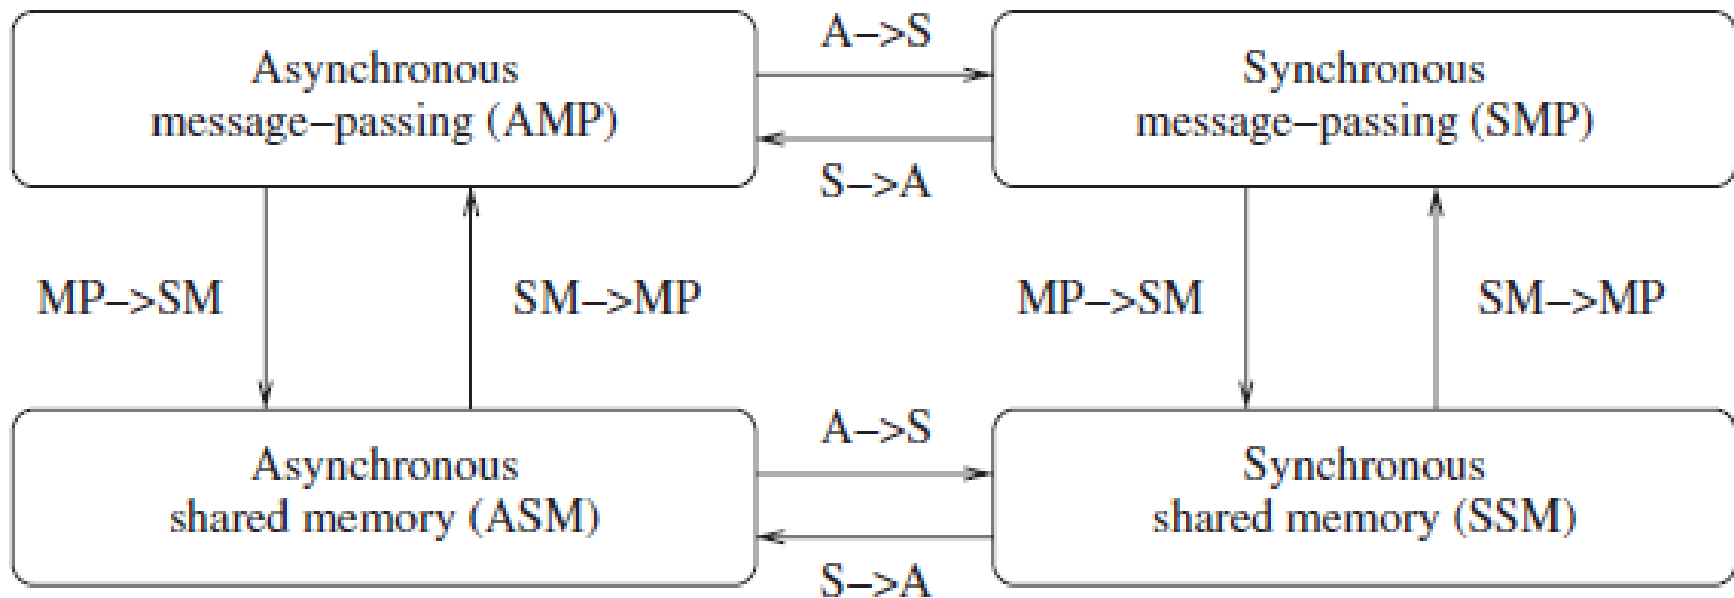 Asynchronous
message–passing (AMP)
A–>S
S–>A
Synchronous
message–passing (SMP)
MP–>SM
SM–>MP
MP–>SM
SM–>MP
Asynchronous
shared memory (ASM)
A–>S
S–>A
Synchronous
shared memory (SSM)